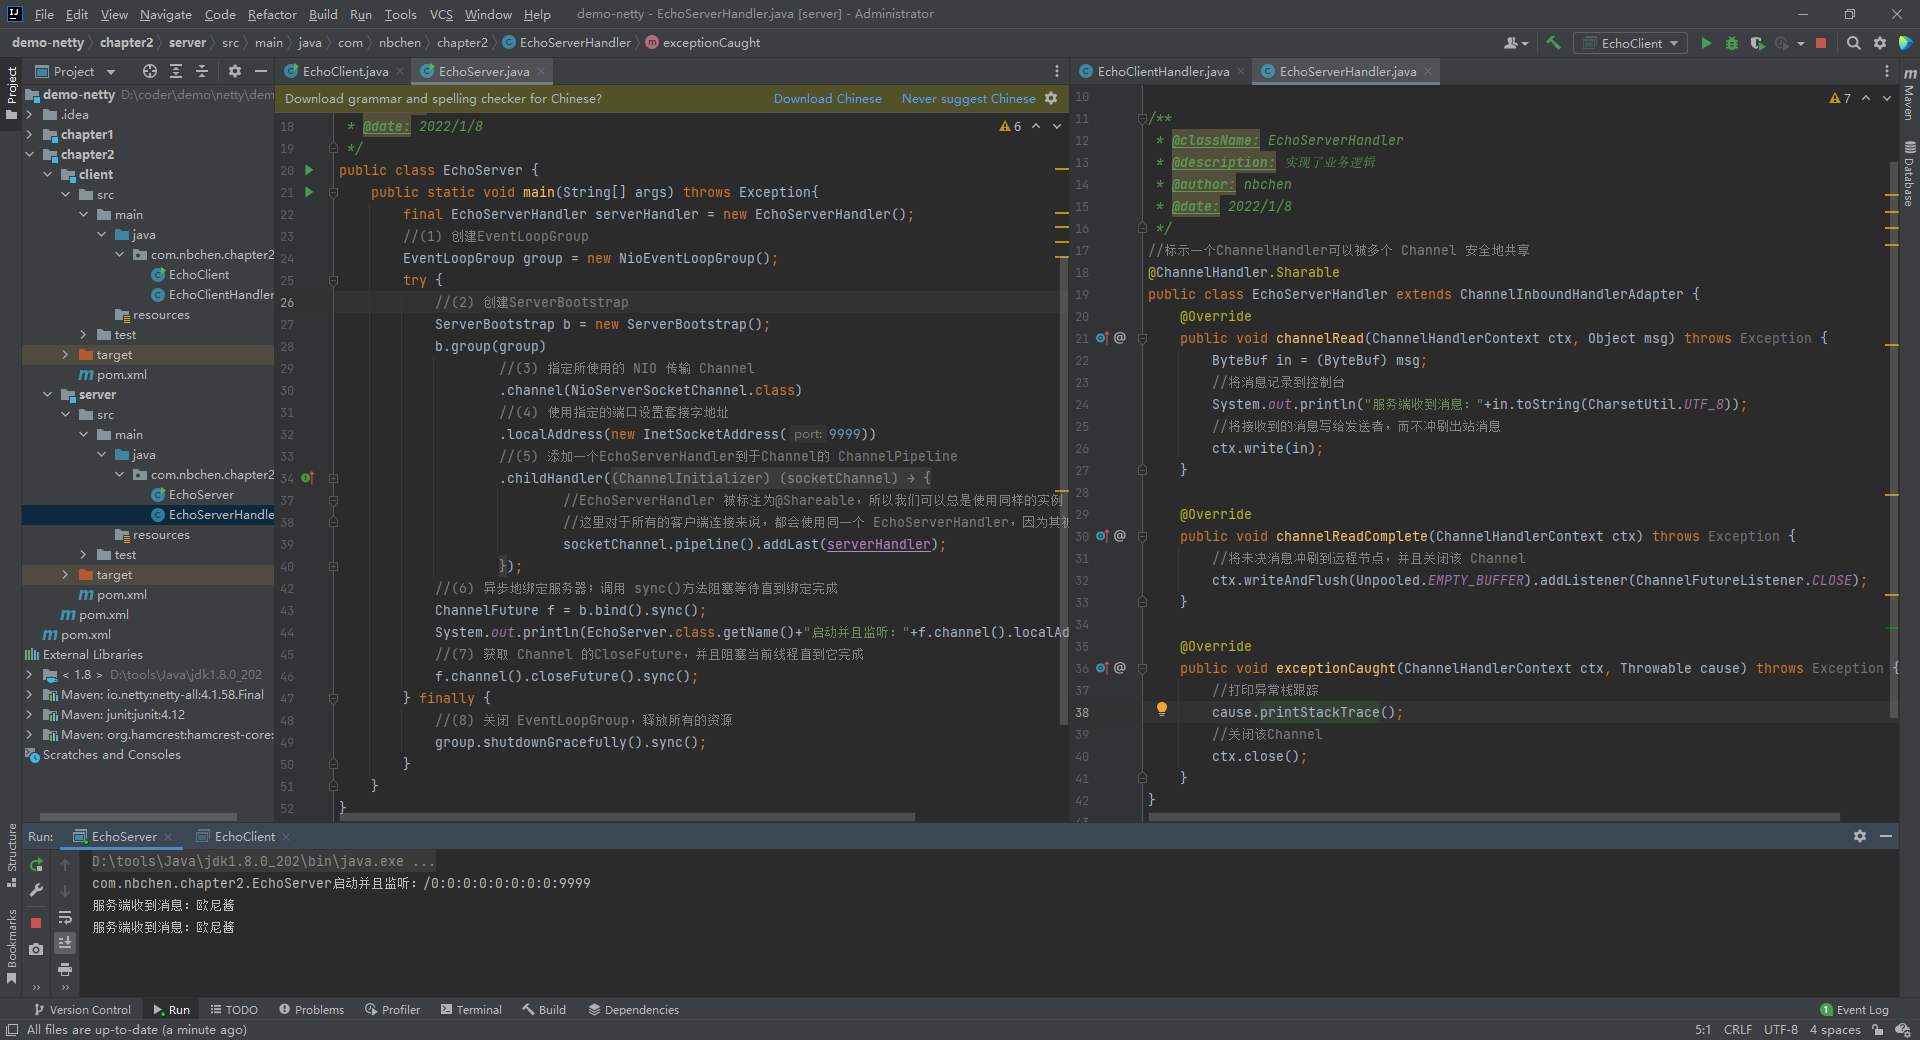 File Edit View Navigate Code Refactor Build Run Tools VCS Window Help demo-netty - EchoServerHandler.java [server] - Administrator
demo-netty chapter2 server src main java com nbchen chapter2 EchoServerHandler exceptionCaught
EchoClient
Project
demo-netty D:\coder\demo\netty\dem
.idea
chapter1
chapter2
client
src
main
java
com.nbchen.chapter2
EchoClient
EchoClientHandler
resources
test
target
pom.xml
server
src
main
java
com.nbchen.chapter2
EchoServer
EchoServerHandle
resources
test
target
pom.xml
pom.xml
pom.xml
External Libraries
< 1.8 > D:\tools\Java\jdk1.8.0_202
Maven: io.netty:netty-all:4.1.58.Final
Maven: junit:junit:4.12
Maven: org.hamcrest:hamcrest-core:
Scratches and Consoles
EchoClient.java EchoServer.java
Download grammar and spelling checker for Chinese? Download Chinese Never suggest Chinese
6
18 * @date: 2022/1/8
19 */
20 public class EchoServer {
21 public static void main(String[] args) throws Exception{
22 final EchoServerHandler serverHandler = new EchoServerHandler();
23 //(1) 创建EventLoopGroup
24 EventLoopGroup group = new NioEventLoopGroup();
25 try {
26 //(2) 创建ServerBootstrap
27 ServerBootstrap b = new ServerBootstrap();
28 b.group(group)
29 //(3) 指定所使用的 NIO 传输 Channel
30 .channel(NioServerSocketChannel.class)
31 //(4) 使用指定的端口设置套接字地址
32 .localAddress(new InetSocketAddress( port: 9999))
33 //(5) 添加一个EchoServerHandler到于Channel的 ChannelPipeline
34 .childHandler((ChannelInitializer) (socketChannel) → {
37 //EchoServerHandler 被标注为@Shareable，所以我们可以总是使用同样的实例
38 //这里对于所有的客户端连接来说，都会使用同一个 EchoServerHandler，因为其被
39 socketChannel.pipeline().addLast(serverHandler);
40 });
42 //(6) 异步地绑定服务器；调用 sync()方法阻塞等待直到绑定完成
43 ChannelFuture f = b.bind().sync();
44 System.out.println(EchoServer.class.getName()+"启动并且监听："+f.channel().localAd
45 //(7) 获取 Channel 的CloseFuture，并且阻塞当前线程直到它完成
46 f.channel().closeFuture().sync();
47 } finally {
48 //(8) 关闭 EventLoopGroup，释放所有的资源
49 group.shutdownGracefully().sync();
50 }
51 }
52 }
EchoClientHandler.java EchoServerHandler.java
7
10
11 /**
12 * @className: EchoServerHandler
13 * @description: 实现了业务逻辑
14 * @author: nbchen
15 * @date: 2022/1/8
16 */
17 //标示一个ChannelHandler可以被多个 Channel 安全地共享
18 @ChannelHandler.Sharable
19 public class EchoServerHandler extends ChannelInboundHandlerAdapter {
20 @Override
21 public void channelRead(ChannelHandlerContext ctx, Object msg) throws Exception {
22 ByteBuf in = (ByteBuf) msg;
23 //将消息记录到控制台
24 System.out.println("服务端收到消息："+in.toString(CharsetUtil.UTF_8));
25 //将接收到的消息写给发送者，而不冲刷出站消息
26 ctx.write(in);
27 }
28
29 @Override
30 public void channelReadComplete(ChannelHandlerContext ctx) throws Exception {
31 //将未决消息冲刷到远程节点，并且关闭该 Channel
32 ctx.writeAndFlush(Unpooled.EMPTY_BUFFER).addListener(ChannelFutureListener.CLOSE);
33 }
34
35 @Override
36 public void exceptionCaught(ChannelHandlerContext ctx, Throwable cause) throws Exception {
37 //打印异常栈跟踪
38 cause.printStackTrace();
39 //关闭该Channel
40 ctx.close();
41 }
42 }
Project
Structure
Bookmarks
Maven
Database
Run: EchoServer EchoClient
D:\tools\Java\jdk1.8.0_202\bin\java.exe ...
com.nbchen.chapter2.EchoServer启动并且监听：/0:0:0:0:0:0:0:0:9999
服务端收到消息：欧尼酱
服务端收到消息：欧尼酱
Version Control Run TODO Problems Profiler Terminal Build Dependencies 1 Event Log
All files are up-to-date (a minute ago) 5:1 CRLF UTF-8 4 spaces